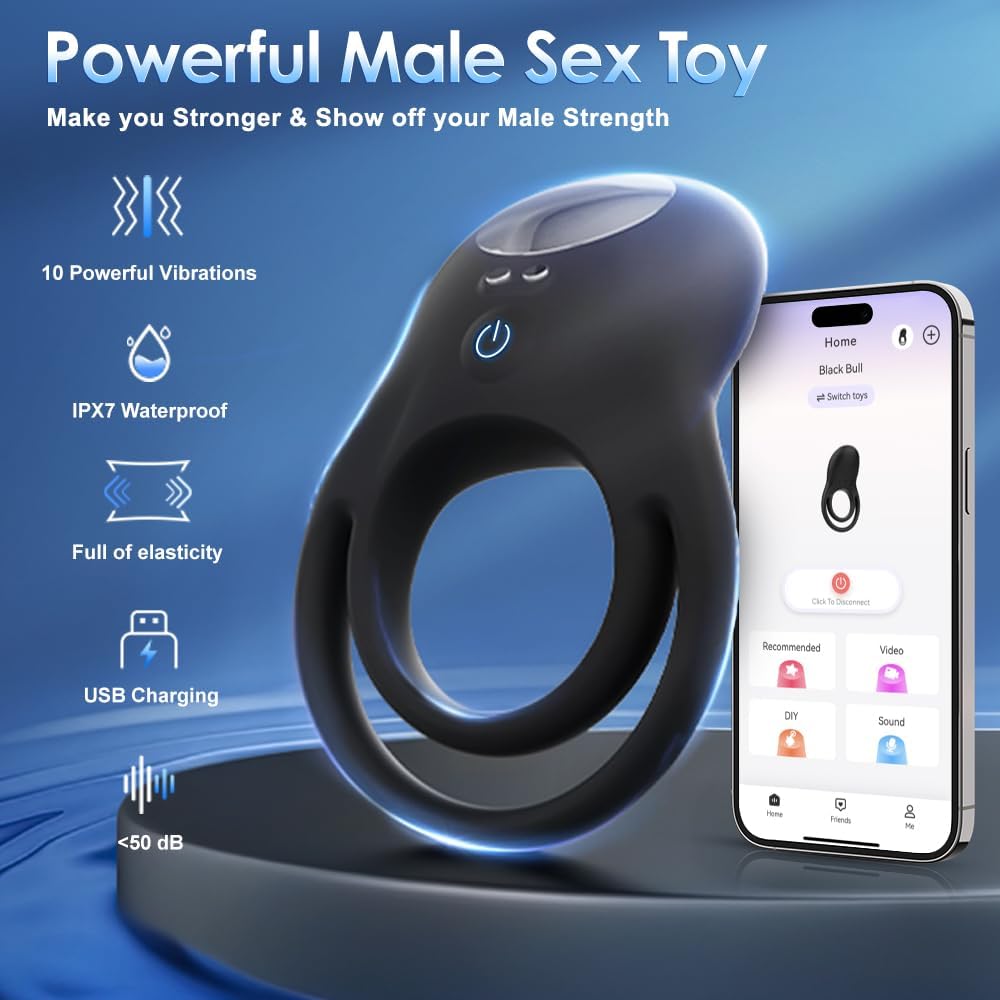 Powerful Male Sex Toy
Make you Stronger & Show off your Male Strength
10 Powerful Vibrations
IPX7 Waterproof
Full of elasticity
USB Charging
<50 dB
Home
Black Bull
⇌ Switch toys
Click To Disconnect
Recommended
Video
DIY
Sound
Home
Friends
Me